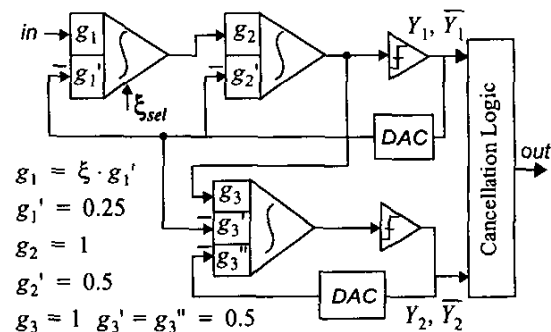 in
g₁
g₁'
ξsel
g₂
g₂'
Y₁, Y̅₁
DAC
Cancellation Logic
out
g₃
g₃'
g₃''
DAC
Y₂, Y̅₂
g₁ = ξ · g₁'
g₁' = 0.25
g₂ = 1
g₂' = 0.5
g₃ = 1 g₃' = g₃'' = 0.5